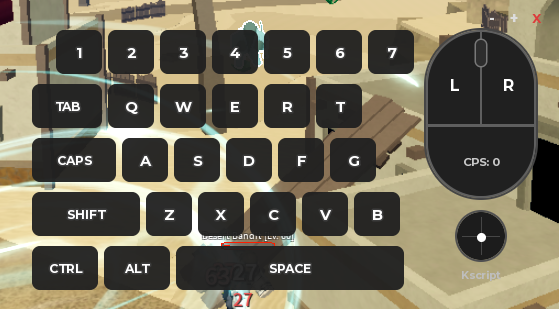 - + X
1 2 3 4 5 6 7
TAB Q W E R T
L R
CAPS A S D F G
CPS: 0
SHIFT Z X C V B
CTRL ALT SPACE
Kscript
27